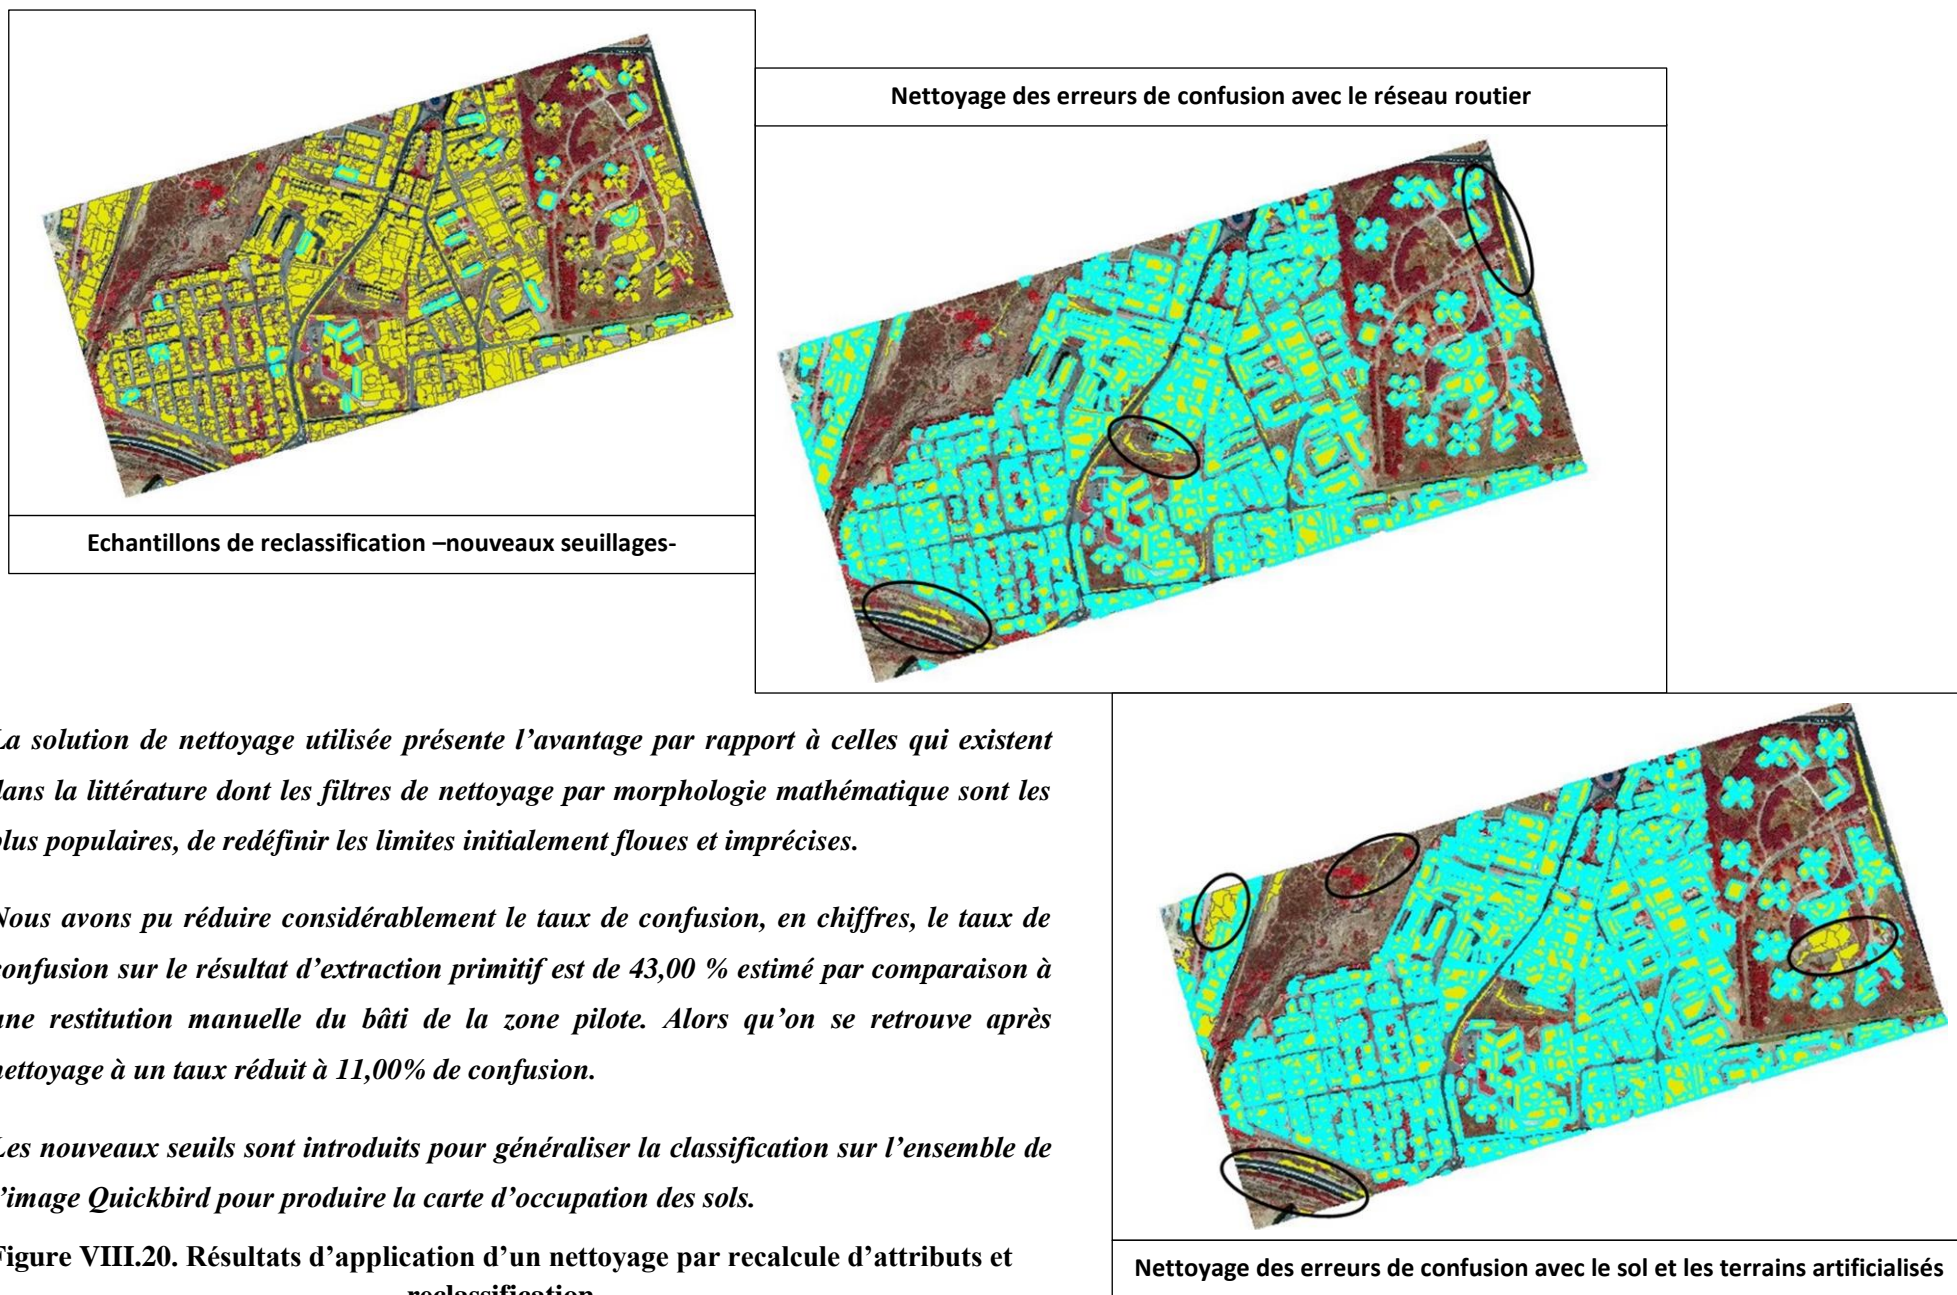 Nettoyage des erreurs de confusion avec le réseau routier
Echantillons de reclassification –nouveaux seuillages-
La solution de nettoyage utilisée présente l’avantage par rapport à celles qui existent
dans la littérature dont les filtres de nettoyage par morphologie mathématique sont les
plus populaires, de redéfinir les limites initialement floues et imprécises.
Nous avons pu réduire considérablement le taux de confusion, en chiffres, le taux de
confusion sur le résultat d’extraction primitif est de 43,00 % estimé par comparaison à
une restitution manuelle du bâti de la zone pilote. Alors qu’on se retrouve après
nettoyage à un taux réduit à 11,00% de confusion.
Les nouveaux seuils sont introduits pour généraliser la classification sur l’ensemble de
l’image Quickbird pour produire la carte d’occupation des sols.
Figure VIII.20. Résultats d’application d’un nettoyage par recalcule d’attributs et
reclassification
Nettoyage des erreurs de confusion avec le sol et les terrains artificialisés